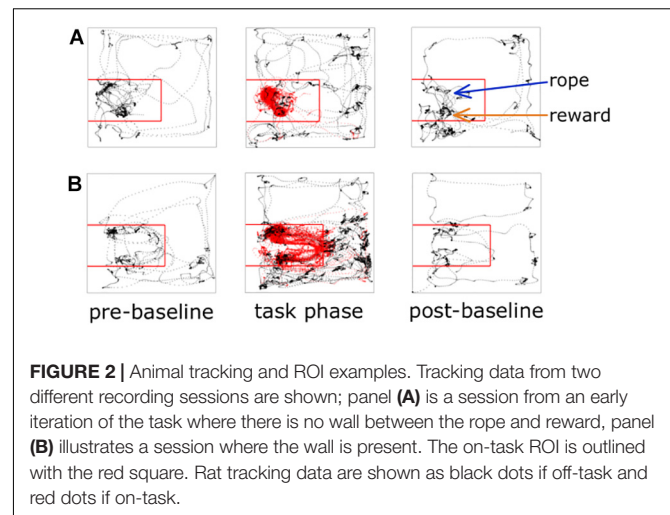 A
rope
reward
B
pre-baseline task phase post-baseline
FIGURE 2 | Animal tracking and ROI examples. Tracking data from two
different recording sessions are shown; panel (A) is a session from an early
iteration of the task where there is no wall between the rope and reward, panel
(B) illustrates a session where the wall is present. The on-task ROI is outlined
with the red square. Rat tracking data are shown as black dots if off-task and
red dots if on-task.